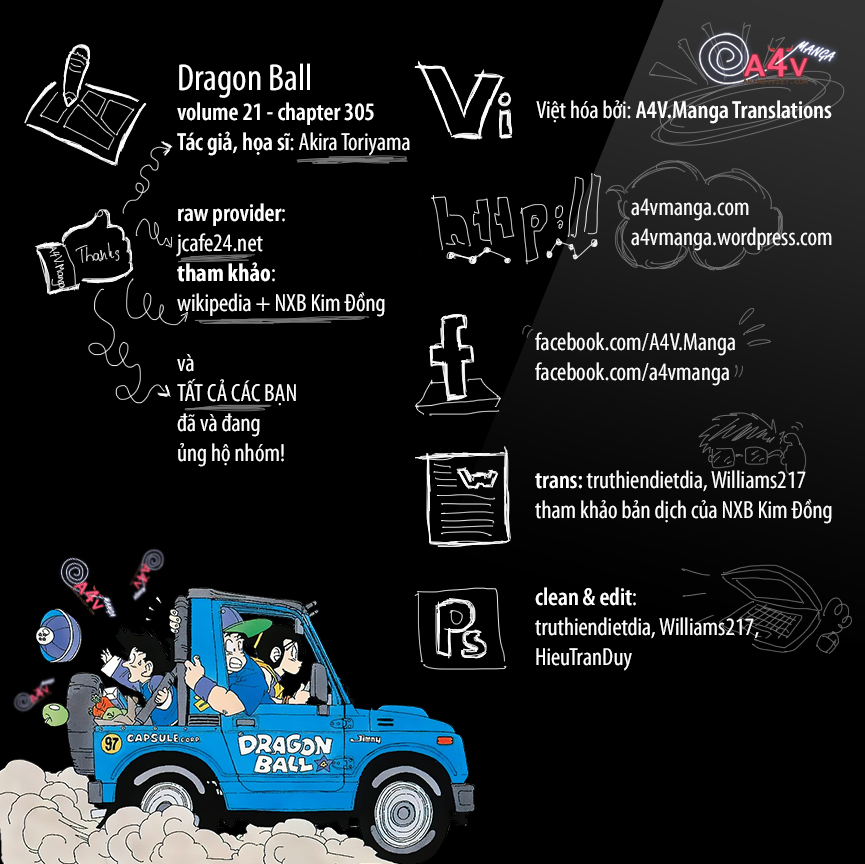 Dragon Ball
volume 21 - chapter 305
Tác giả, họa sĩ: Akira Toriyama
Thanks
A4V Manga
raw provider:
jcafe24.net
tham khảo:
wikipedia + NXB Kim Đồng
và
TẤT CẢ CÁC BẠN
đã và đang
ủng hộ nhóm!
A4V MANGA
Vi
Việt hóa bởi: A4V.Manga Translations
http://
a4vmanga.com
a4vmanga.wordpress.com
f
facebook.com/A4V.Manga
facebook.com/a4vmanga
W
trans: truthiendietdia, Williams217
tham khảo bản dịch của NXB Kim Đồng
Ps
clean & edit:
truthiendietdia, Williams217,
HieuTranDuy
A4V
A4V
A4V
97 CAPSULE CORP.
DRAGON
BALL
Jimny